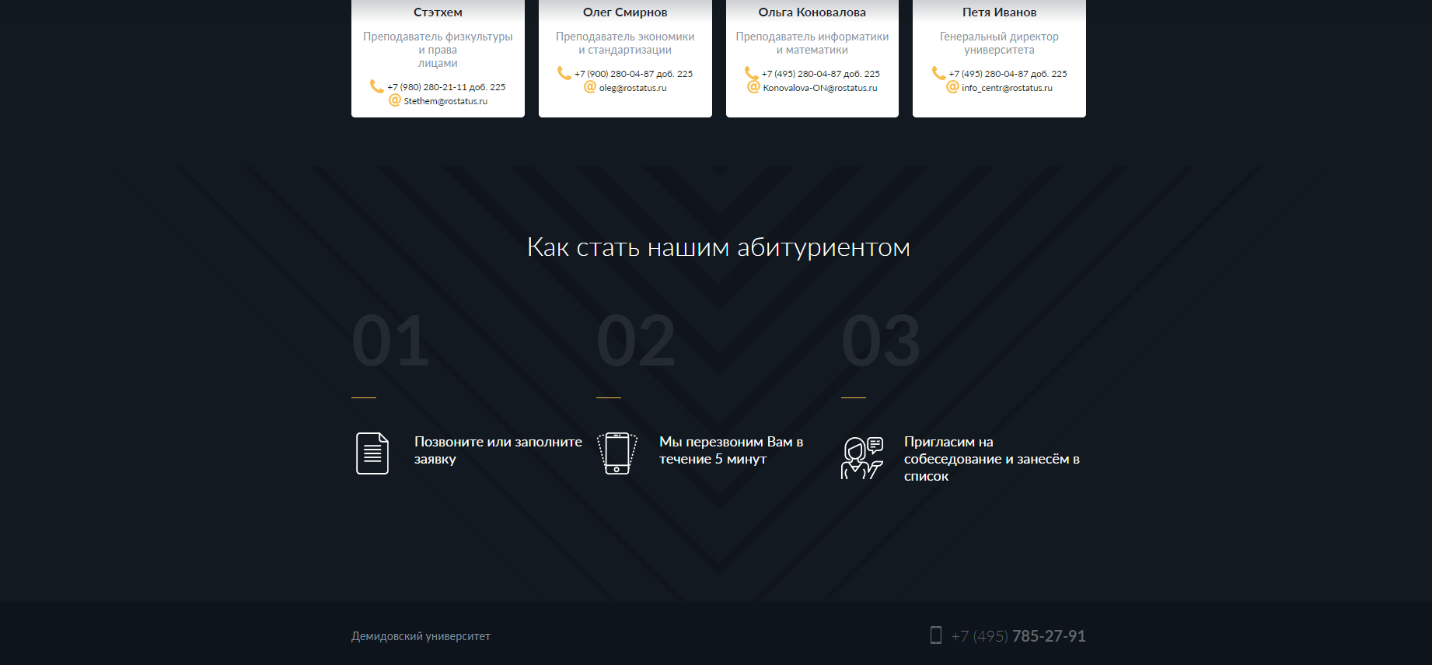 Стэтхем
Преподаватель физкультуры
и права
лицами
+7 (980) 280-21-11 доб. 225
@ Stethem@rostatus.ru
Олег Смирнов
Преподаватель экономики
и стандартизации
+7 (900) 280-04-87 доб. 225
@ oleg@rostatus.ru
Ольга Коновалова
Преподаватель информатики
и математики
+7 (495) 280-04-87 доб. 225
@ Konovalova-ON@rostatus.ru
Петя Иванов
Генеральный директор
университета
+7 (495) 280-04-87 доб. 225
@ info_centr@rostatus.ru
Как стать нашим абитуриентом
01
Позвоните или заполните
заявку
02
Мы перезвоним Вам в
течение 5 минут
03
Пригласим на
собеседование и занесём в
список
Демидовский университет
+7 (495) 785-27-91